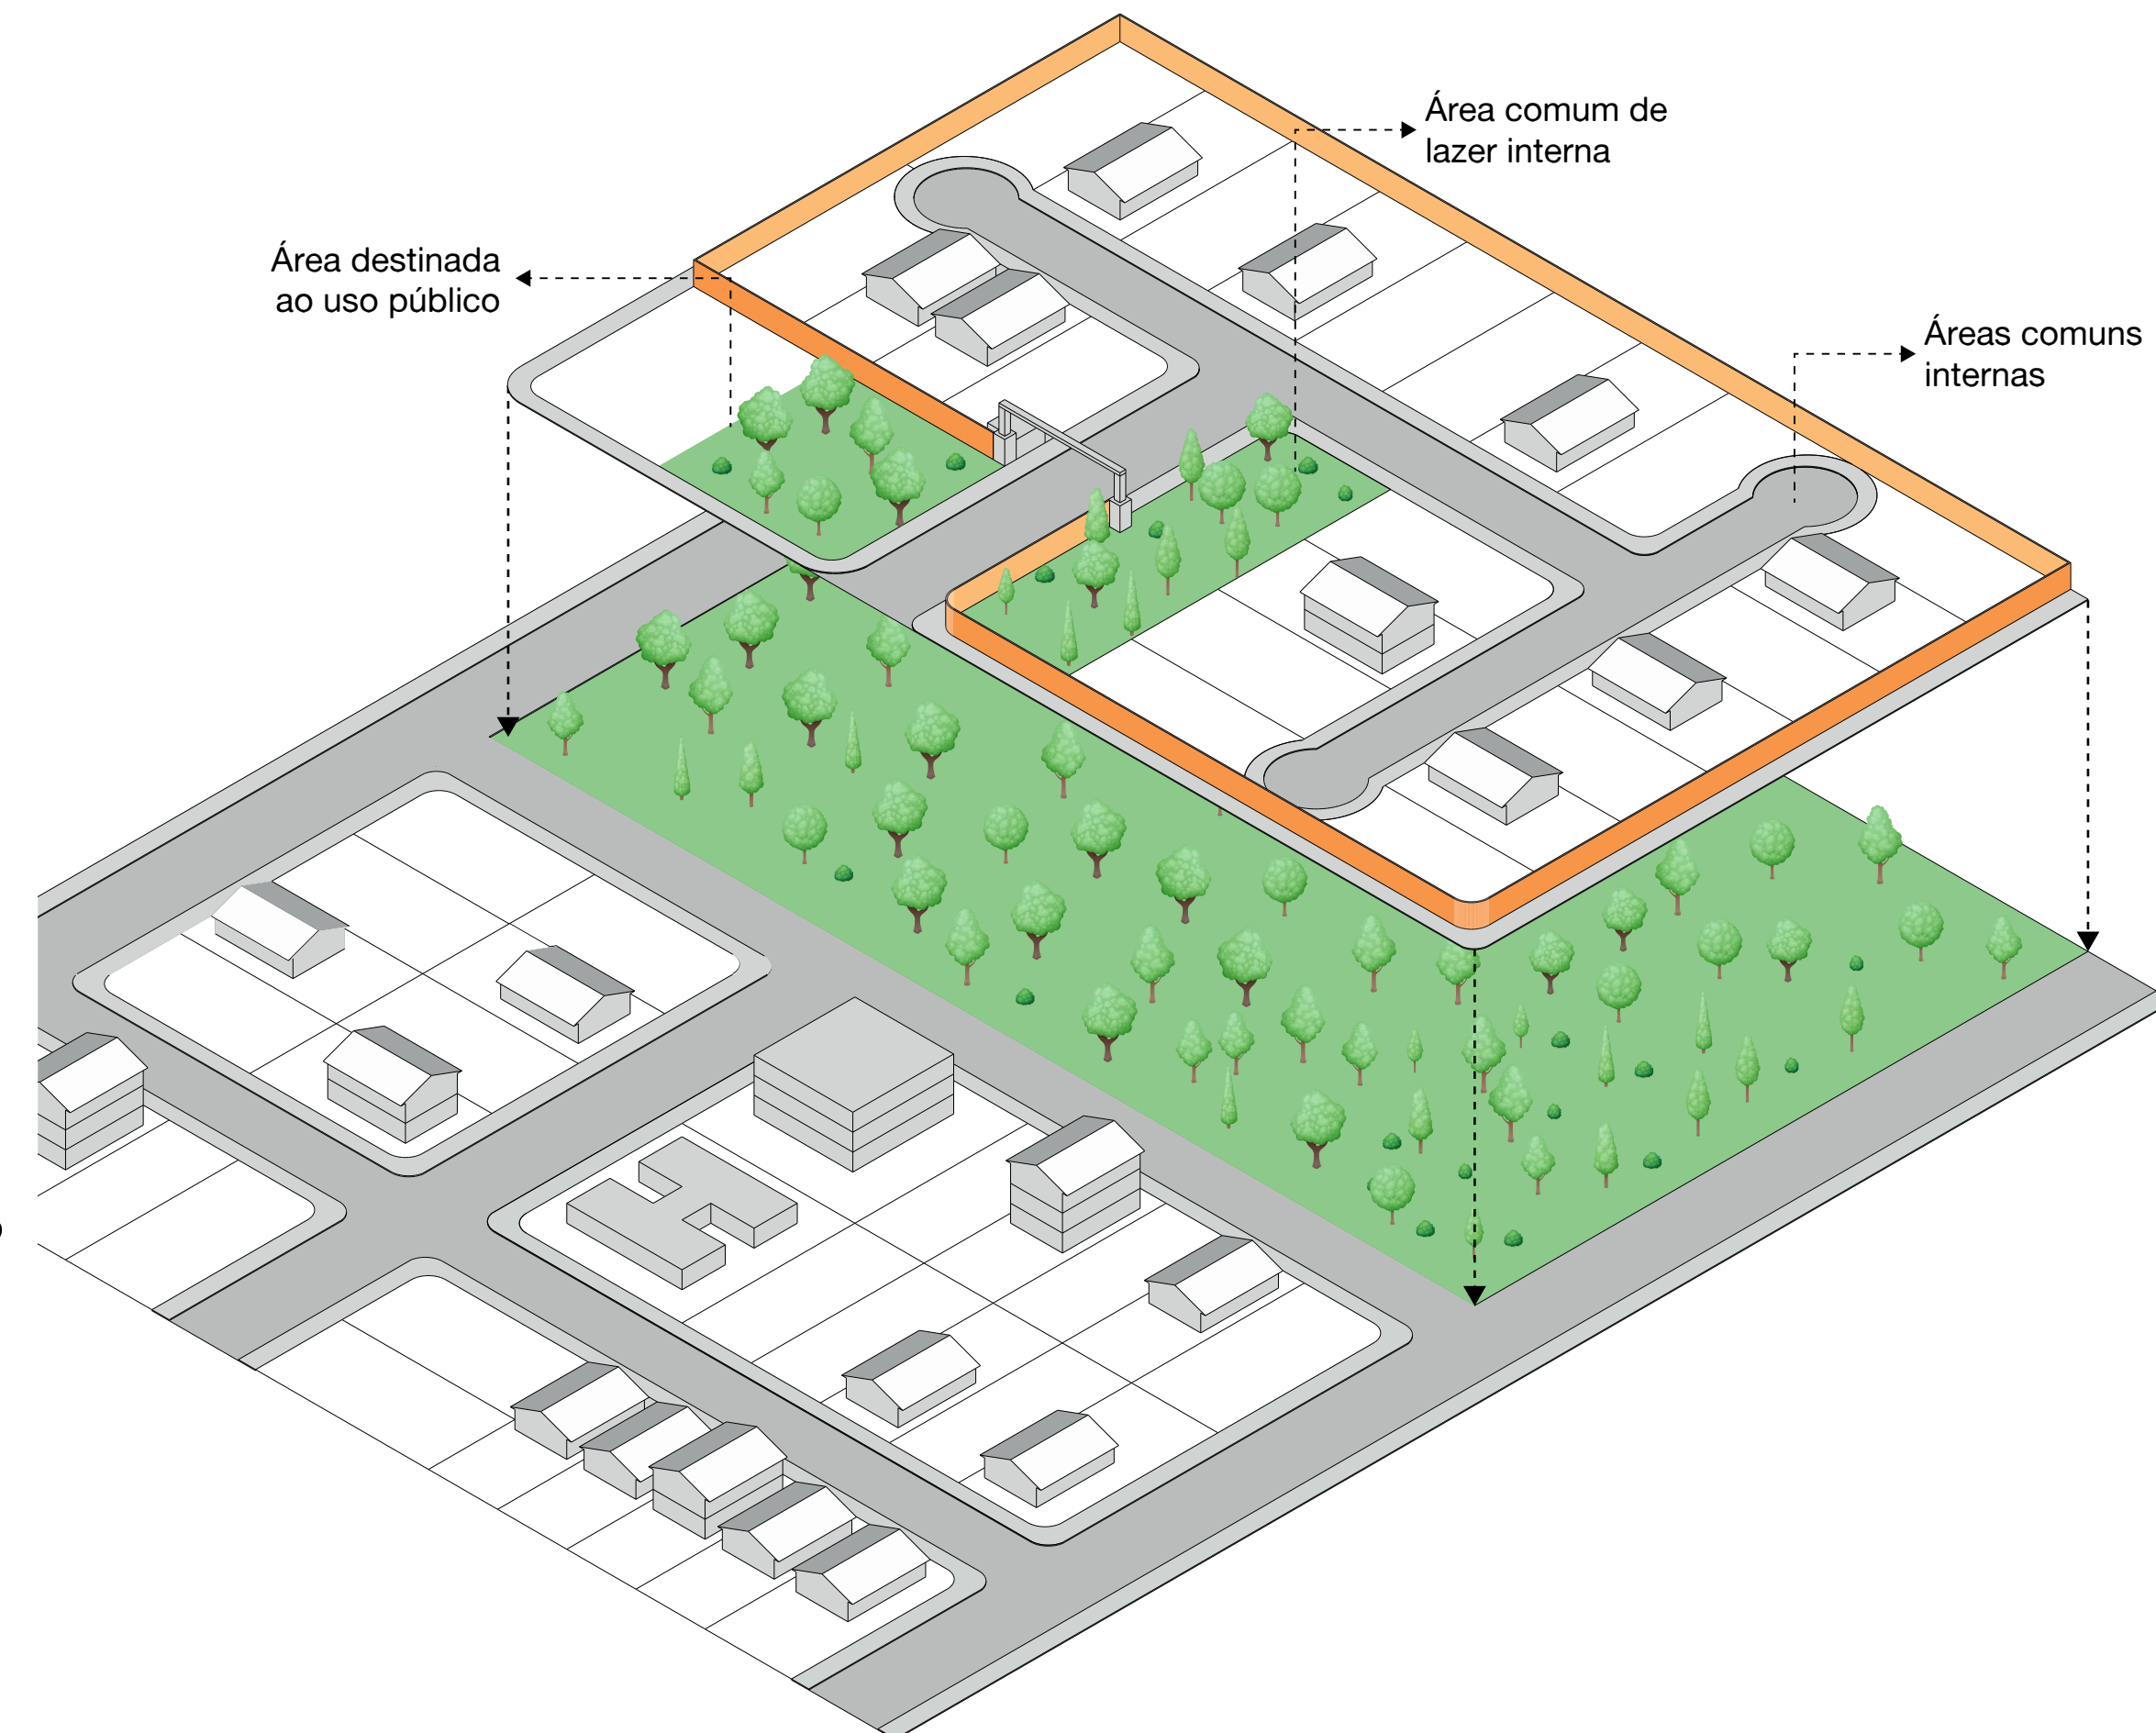 Área comum de
lazer interna
Área destinada
ao uso público
Áreas comuns
internas